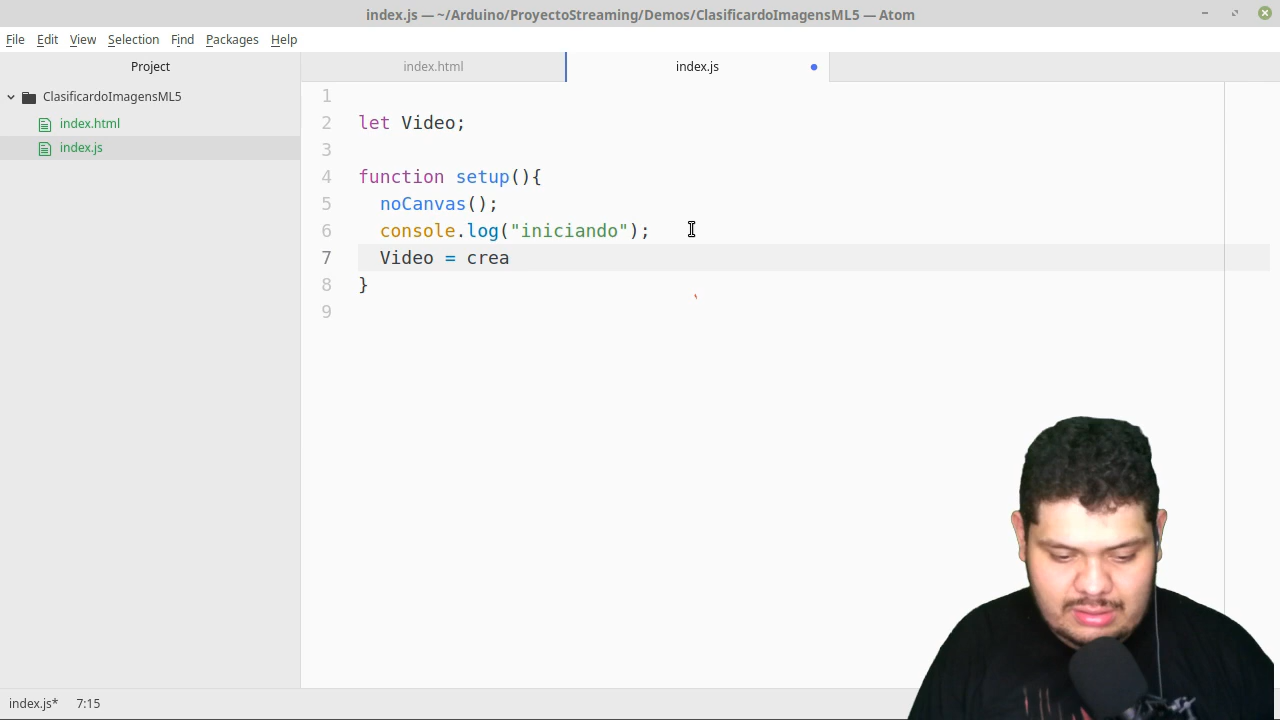 index.js — ~/Arduino/ProyectoStreaming/Demos/ClasificardoImagensML5 — Atom
File Edit View Selection Find Packages Help
Project
index.html
index.js
ClasificardoImagensML5
index.html
index.js
1
2 let Video;
3
4 function setup(){
5 noCanvas();
6 console.log("iniciando");
7 Video = crea
8 }
9
index.js* 7:15